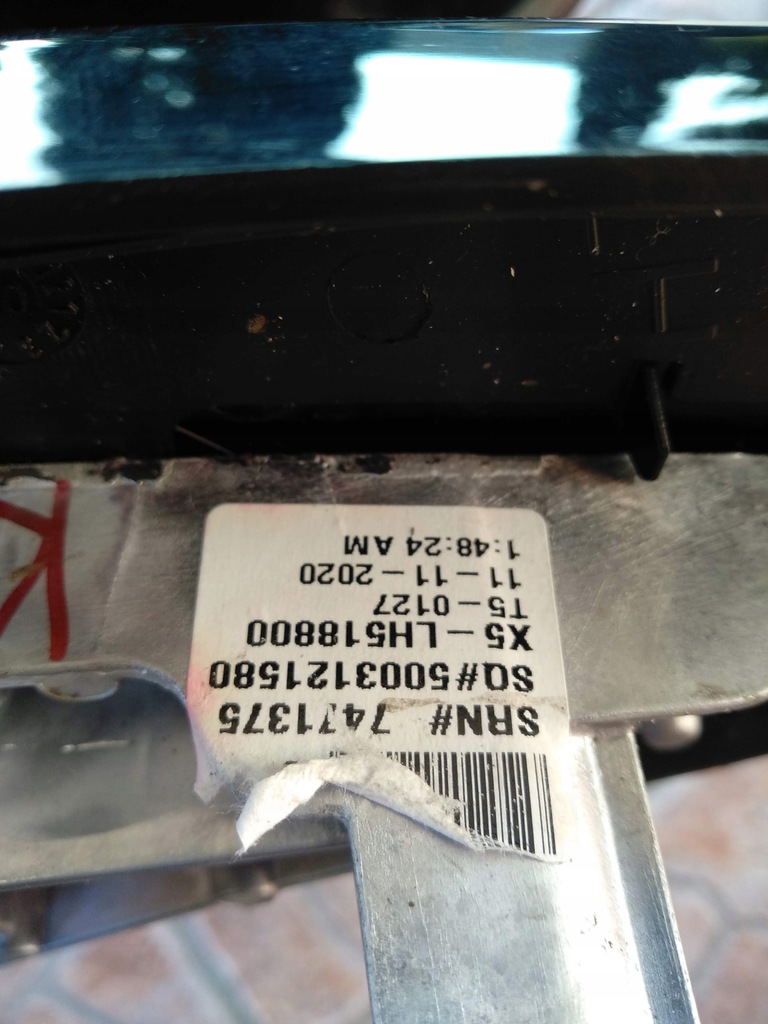 SRN# 7471375
SQ#5003121580
X5-LH518800
T5-0127
11-11-2020
1:48:24 AM
K